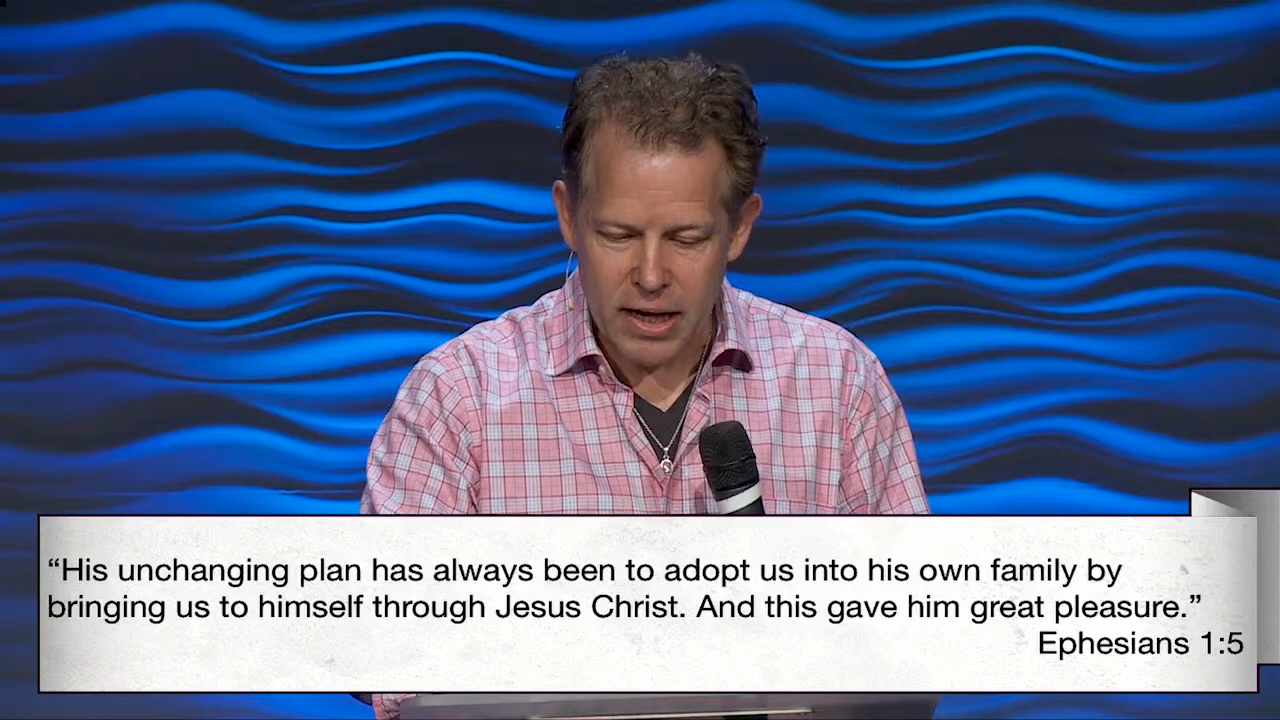 “His unchanging plan has always been to adopt us into his own family by
bringing us to himself through Jesus Christ. And this gave him great pleasure.”
Ephesians 1:5